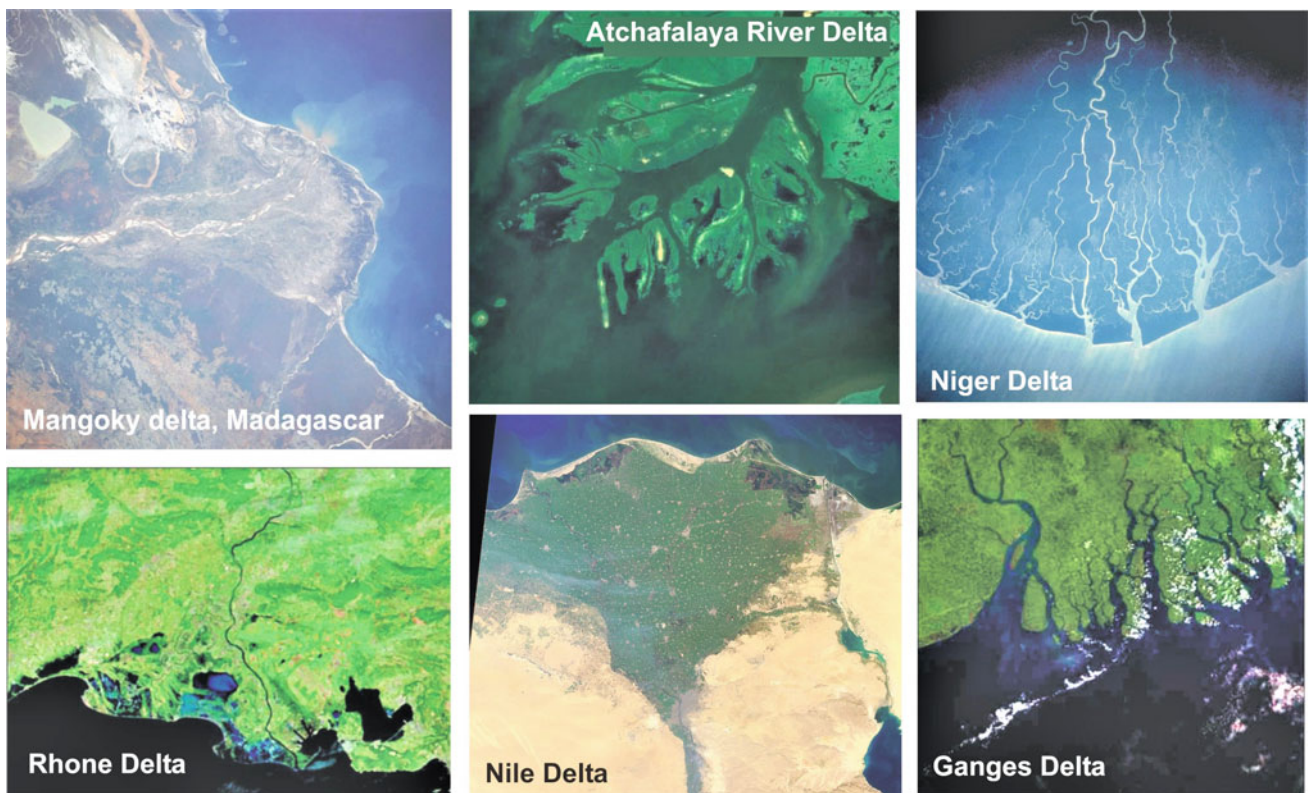 Mangoky delta, Madagascar
Atchafalaya River Delta
Niger Delta
Rhone Delta
Nile Delta
Ganges Delta